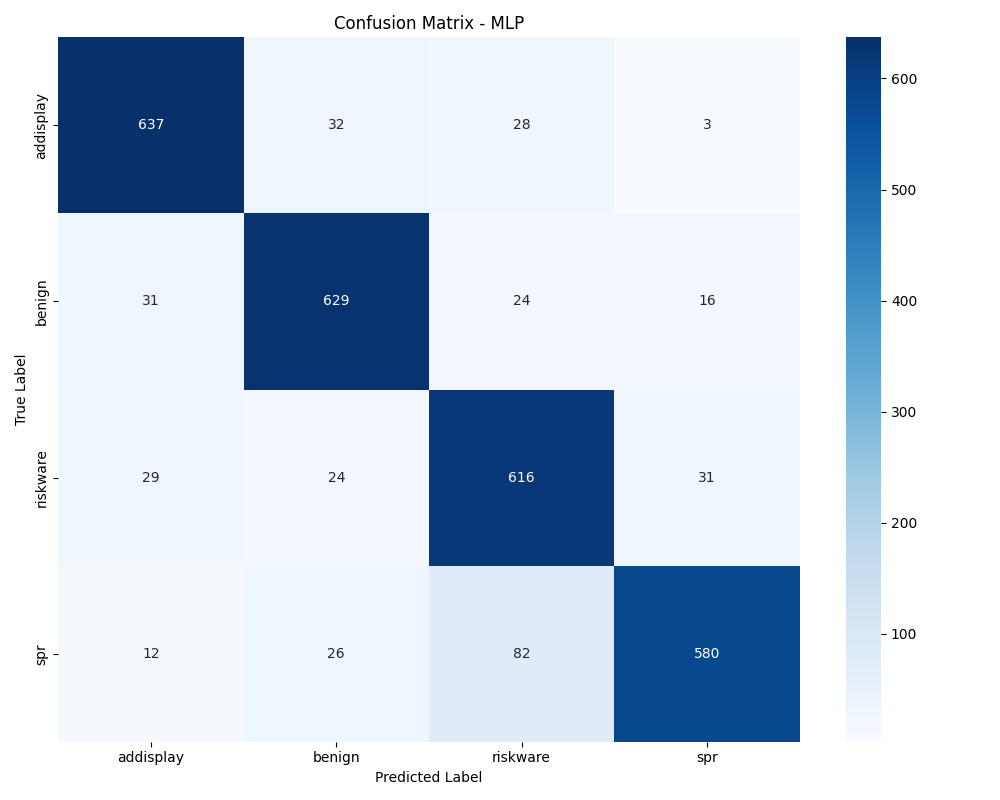 Confusion Matrix - MLP
True Label
addisplay
637 32 28 3
benign
31 629 24 16
riskware
29 24 616 31
spr
12 26 82 580
addisplay benign riskware spr
Predicted Label
600
500
400
300
200
100